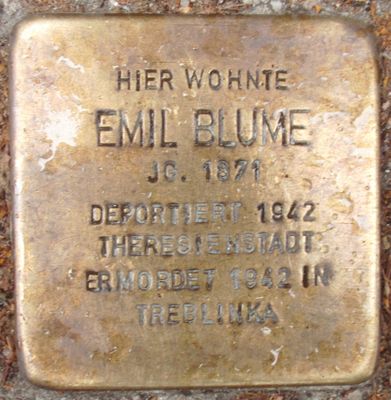 HIER WOHNTE
EMIL BLUME
JG. 1871
DEPORTIERT 1942
THERESIENSTADT
ERMORDET 1942 IN
TREBLINKA